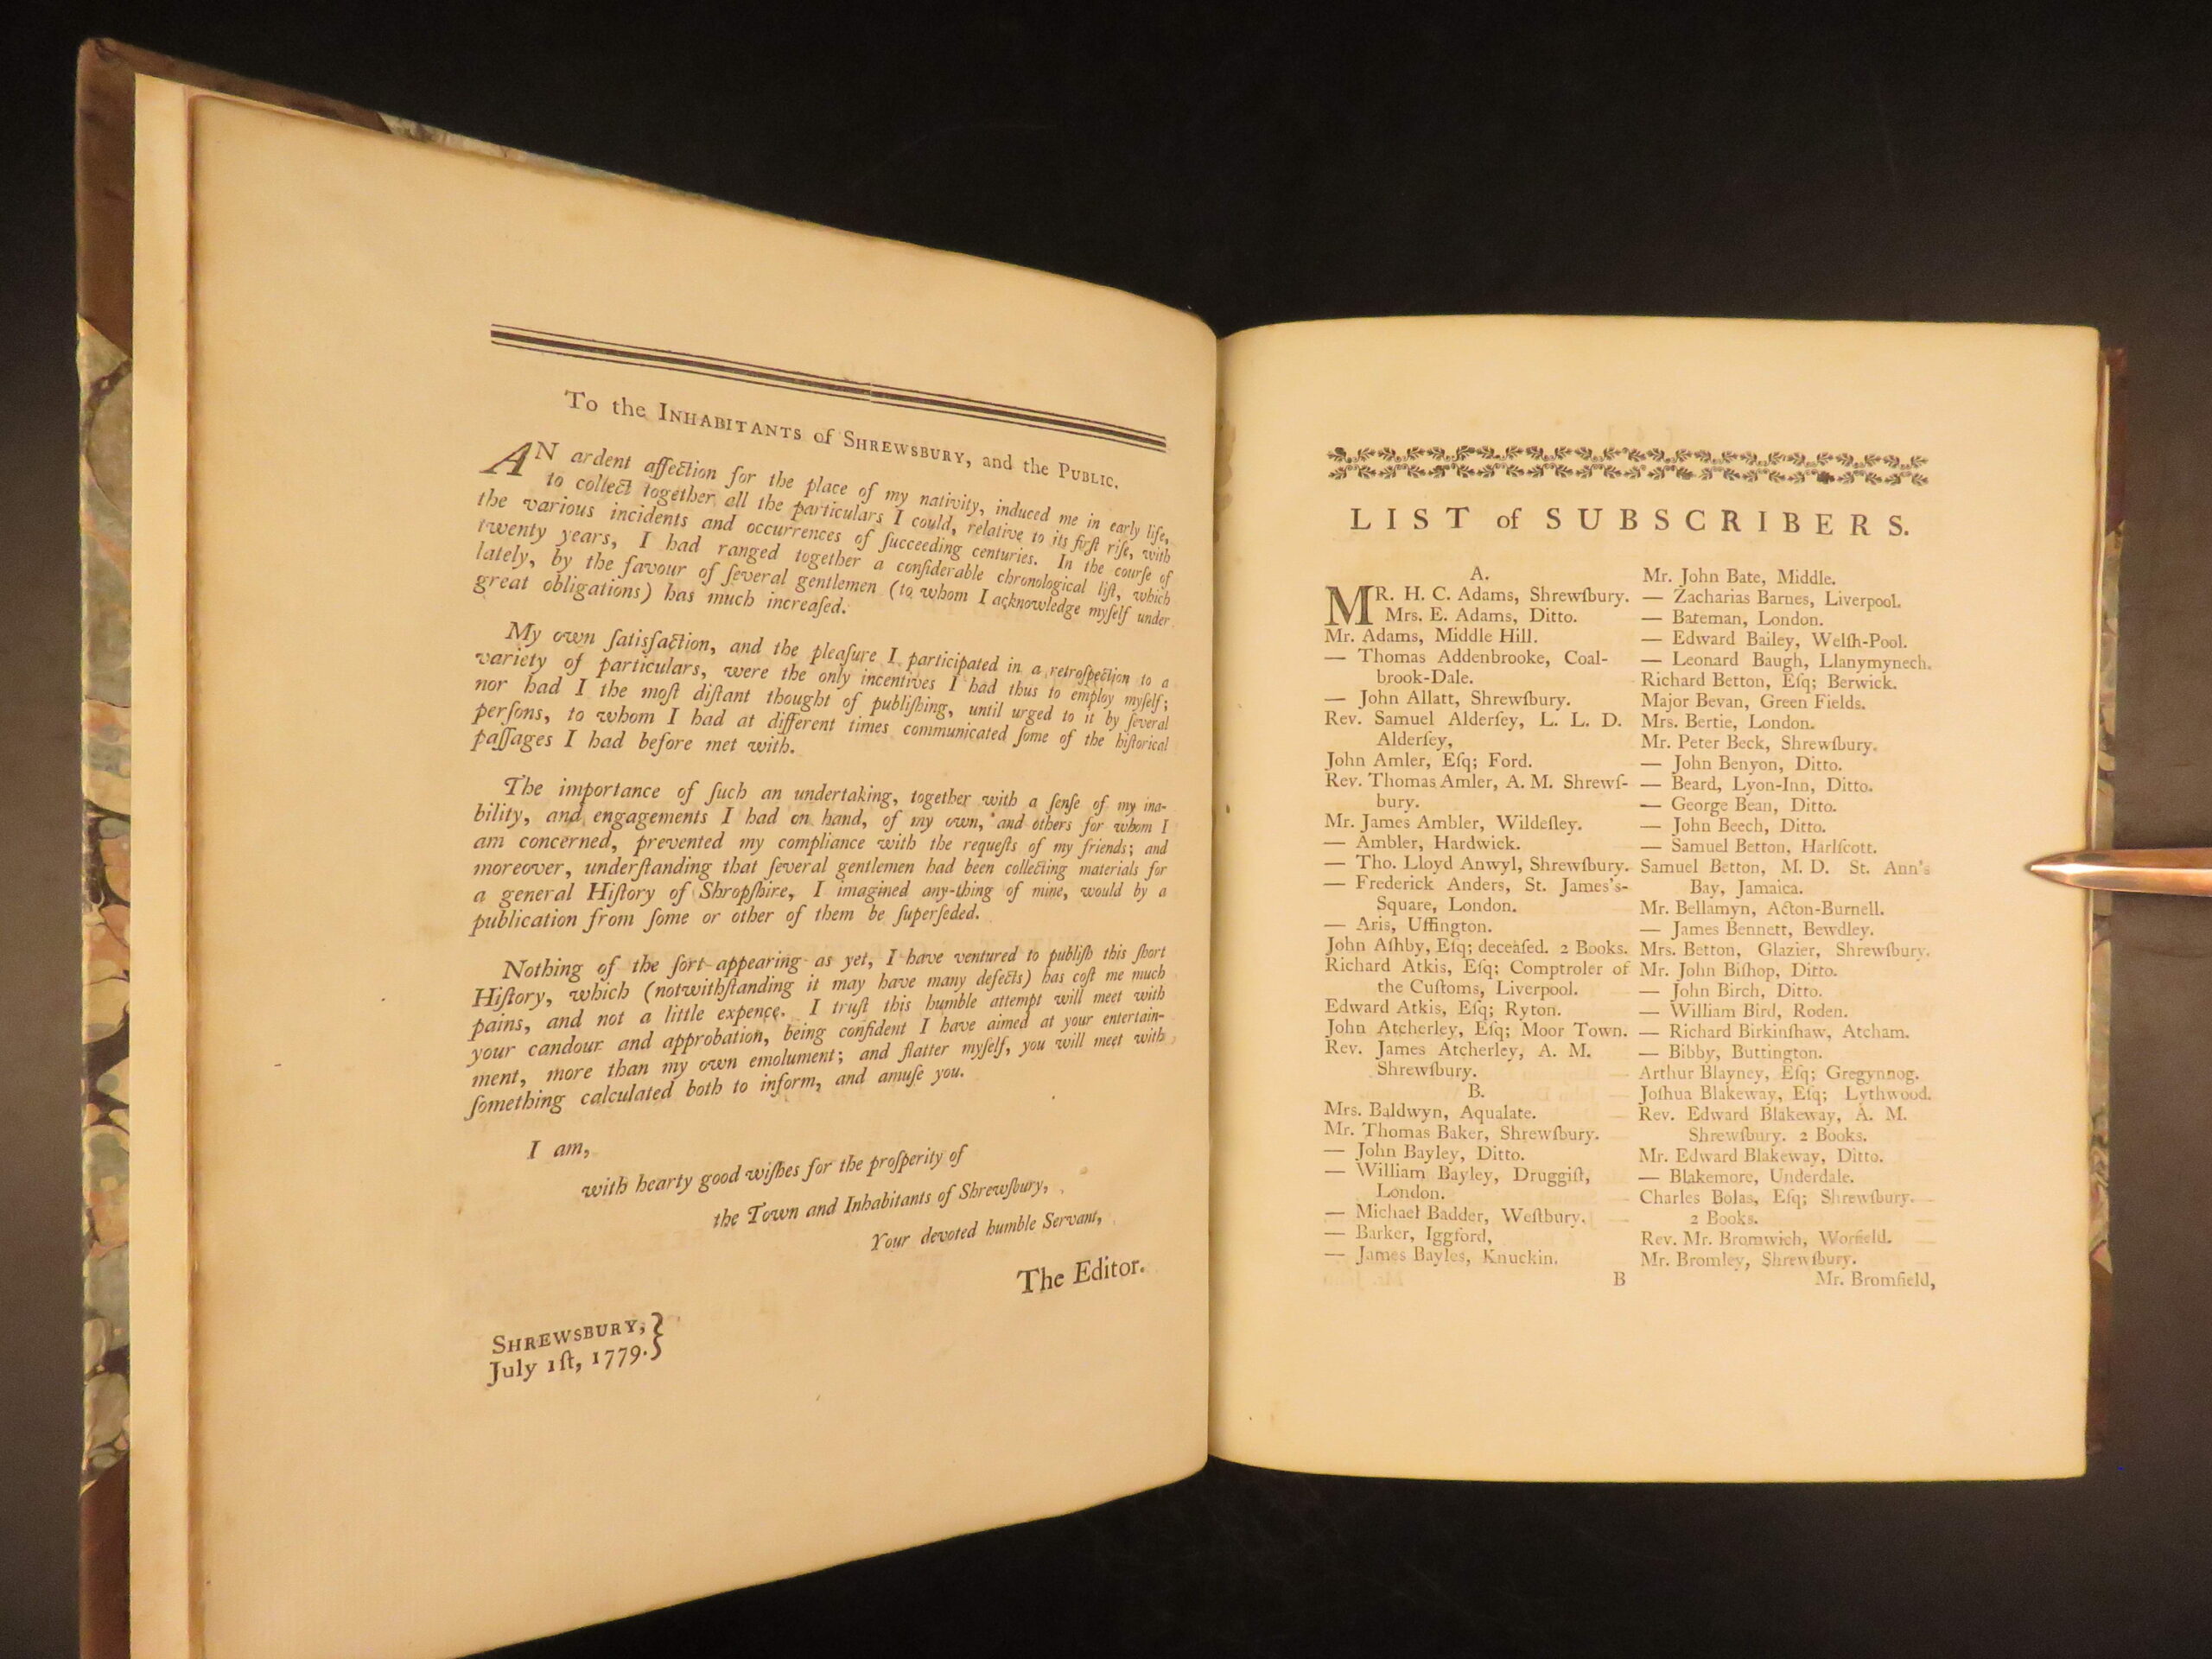 To the INHABITANTS of SHREWSBURY, and the PUBLIC.
AN ardent affection for the place of my nativity, induced me in early life,
to collect together all the particulars I could, relative to its firſt riſe, with
the various incidents and occurrences of ſucceeding centuries. In the courſe of
twenty years, I had ranged together a conſiderable chronological liſt, which
lately, by the favour of ſeveral gentlemen (to whom I acknowledge myſelf under
great obligations) has much increaſed.
My own ſatisfaction, and the pleaſure I participated in a retroſpection to a
variety of particulars, were the only incentives I had thus to employ myſelf;
nor had I the moſt diſtant thought of publiſhing, until urged to it by ſeveral
perſons, to whom I had at different times communicated ſome of the hiſtorical
paſſages I had before met with.
The importance of ſuch an undertaking, together with a ſenſe of my ina-
bility, and engagements I had on hand, of my own, and others for whom I
am concerned, prevented my compliance with the requeſts of my friends; and
moreover, underſtanding that ſeveral gentlemen had been collecting materials for
a general Hiſtory of Shropſhire, I imagined any-thing of mine, would by a
publication from ſome or other of them be ſuperſeded.
Nothing of the ſort appearing as yet, I have ventured to publiſh this ſhort
Hiſtory, which (notwithſtanding it may have many defects) has coſt me much
pains, and not a little expence. I truſt this humble attempt will meet with
your candour and approbation, being confident I have aimed at your entertain-
ment, more than my own emolument; and flatter myſelf, you will meet with
ſomething calculated both to inform, and amuſe you.
I am,
with hearty good wiſhes for the proſperity of
the Town and Inhabitants of Shrewſbury,
Your devoted humble Servant,
The Editor.
SHREWSBURY,}
July 1ſt, 1779.
LIST of SUBSCRIBERS.
A.
MR. H. C. Adams, Shrewſbury.
Mrs. E. Adams, Ditto.
Mr. Adams, Middle Hill.
— Thomas Addenbrooke, Coal-
brook-Dale.
— John Allatt, Shrewſbury.
Rev. Samuel Alderſey, L. L. D.
Alderſey,
John Amler, Eſq; Ford.
Rev. Thomas Amler, A. M. Shrewſ-
bury.
Mr. James Ambler, Wildeſley.
— Ambler, Hardwick.
— Tho. Lloyd Anwyl, Shrewſbury.
— Frederick Anders, St. James's-
Square, London.
— Aris, Uffington.
John Aſhby, Eſq; deceaſed. 2 Books.
Richard Atkis, Eſq; Comptroler of
the Cuſtoms, Liverpool.
Edward Atkis, Eſq; Ryton.
John Atcherley, Eſq; Moor Town.
Rev. James Atcherley, A. M.
Shrewſbury.
B.
Mrs. Baldwyn, Aqualate.
Mr. Thomas Baker, Shrewſbury.
— John Bayley, Ditto.
— William Bayley, Druggiſt,
London.
— Michael Badder, Weſtbury.
— Barker, Iggford,
— James Bayles, Knuckin.
B
Mr. John Bate, Middle.
— Zacharias Barnes, Liverpool.
— Bateman, London.
— Edward Bailey, Welſh-Pool.
— Leonard Baugh, Llanymynech.
Richard Betton, Eſq; Berwick.
Major Bevan, Green Fields.
Mrs. Bertie, London.
Mr. Peter Beck, Shrewſbury.
— John Benyon, Ditto.
— Beard, Lyon-Inn, Ditto.
— George Bean, Ditto.
— John Beech, Ditto.
— Samuel Betton, Harlſcott.
Samuel Betton, M. D. St. Ann's
Bay, Jamaica.
Mr. Bellamyn, Acton-Burnell.
— James Bennett, Bewdley.
Mrs. Betton, Glazier, Shrewſbury.
Mr. John Biſhop, Ditto.
— John Birch, Ditto.
— William Bird, Roden.
— Richard Birkinſhaw, Atcham.
— Bibby, Buttington.
Arthur Blayney, Eſq; Gregynnog.
Joſhua Blakeway, Eſq; Lythwood.
Rev. Edward Blakeway, A. M.
Shrewſbury. 2 Books.
Mr. Edward Blakeway, Ditto.
— Blakemore, Underdale.
Charles Bolas, Eſq; Shrewſbury.
2 Books.
Rev. Mr. Bromwich, Worfield.
Mr. Bromley, Shrewſbury.
Mr. Bromfield,